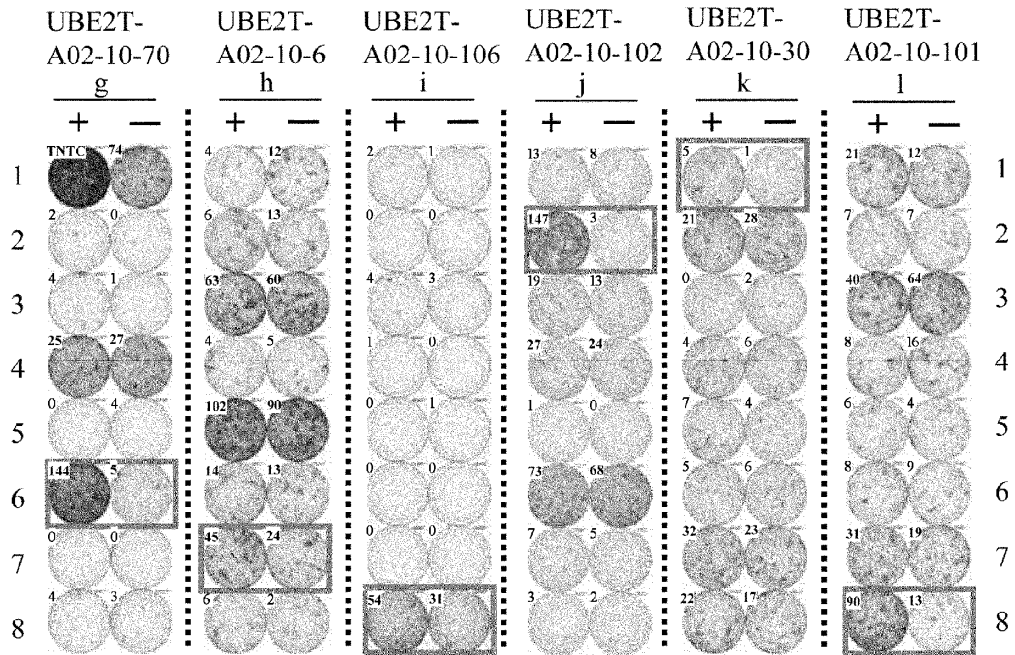 UBE2T- UBE2T- UBE2T- UBE2T- UBE2T- UBE2T-
A02-10-70 A02-10-6 A02-10-106 A02-10-102 A02-10-30 A02-10-101
g h i j k l
+ — + — + — + — + — + —
1 TNTC 74 4 12 2 1 13 8 5 1 21 12 1
2 2 0 6 13 0 0 147 3 21 28 7 7 2
3 4 1 63 60 4 3 19 13 0 2 40 64 3
4 25 27 4 5 1 0 27 24 4 6 8 16 4
5 0 4 102 90 0 1 1 0 7 4 6 4 5
6 144 5 14 13 0 0 73 68 5 6 8 9 6
7 0 0 45 24 0 0 7 5 32 23 31 19 7
8 4 3 6 2 54 31 3 2 22 17 90 13 8